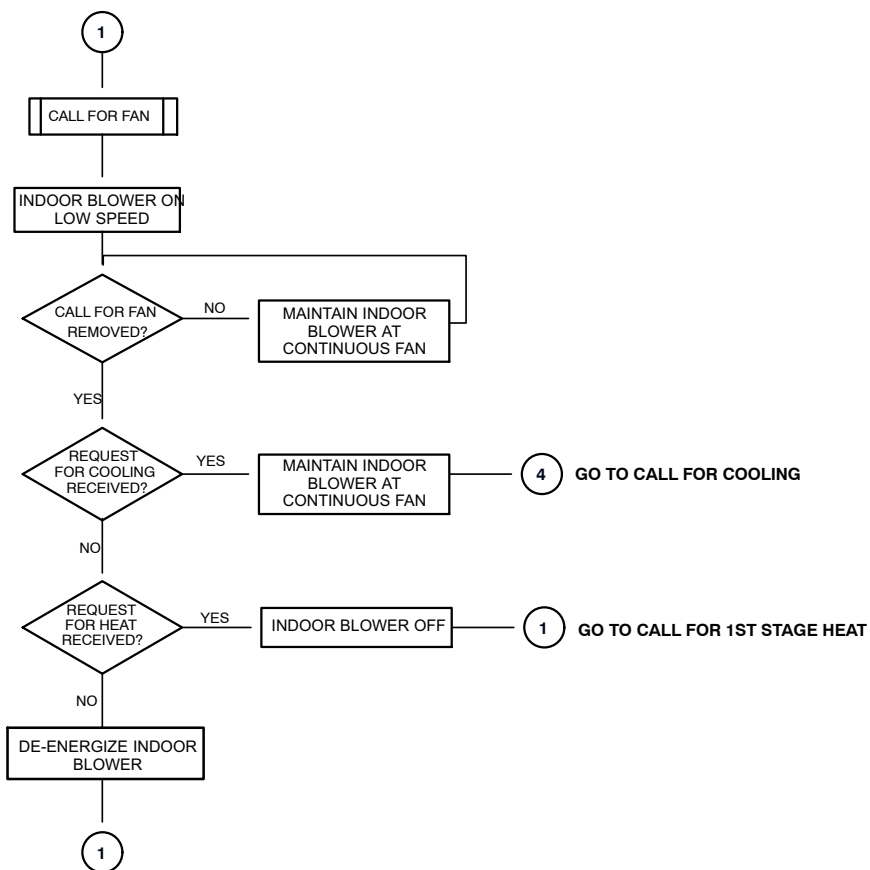 1
CALL FOR FAN
INDOOR BLOWER ON
LOW SPEED
CALL FOR FAN
REMOVED?
NO
MAINTAIN INDOOR
BLOWER AT
CONTINUOUS FAN
YES
REQUEST
FOR COOLING
RECEIVED?
YES
MAINTAIN INDOOR
BLOWER AT
CONTINUOUS FAN
4
GO TO CALL FOR COOLING
NO
REQUEST
FOR HEAT
RECEIVED?
YES
INDOOR BLOWER OFF
1
GO TO CALL FOR 1ST STAGE HEAT
NO
DE-ENERGIZE INDOOR
BLOWER
1